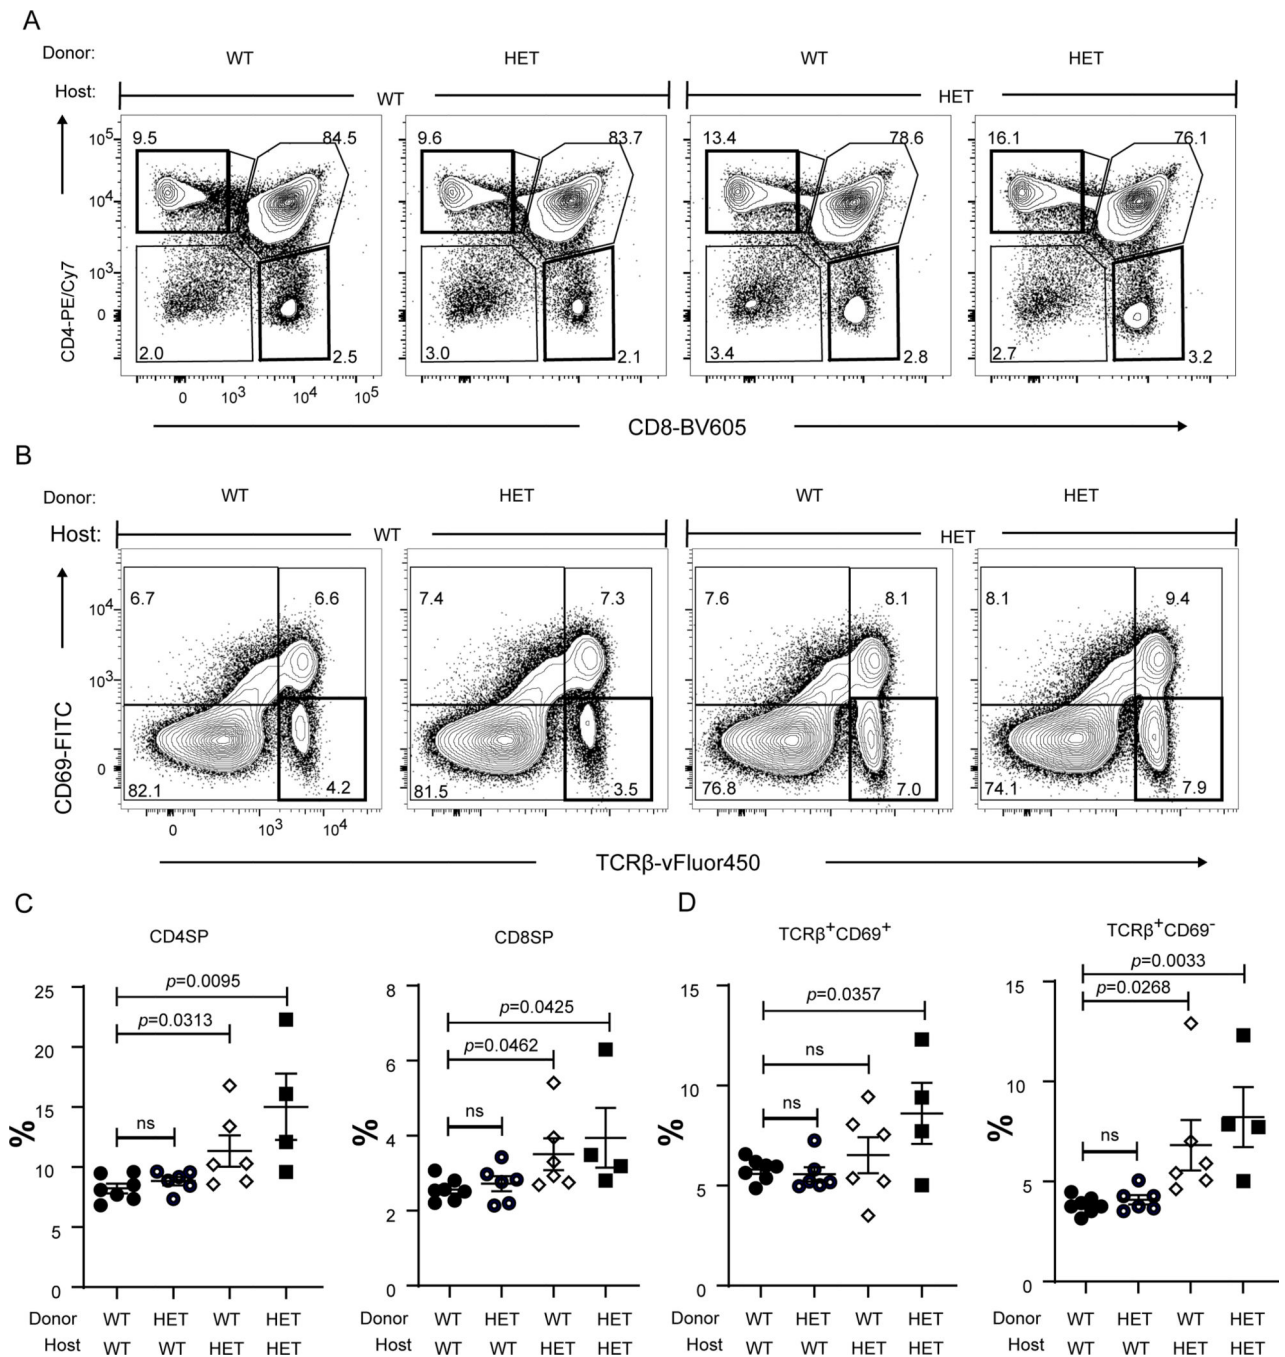 A
Donor: WT HET WT HET
Host: WT HET
9.5 84.5 9.6 83.7 13.4 78.6 16.1 76.1
10⁵
10⁴
10³
0
CD4-PE/Cy7
2.0 2.5 3.0 2.1 3.4 2.8 2.7 3.2
0 10³ 10⁴ 10⁵
CD8-BV605
B
Donor: WT HET WT HET
Host: WT HET
6.7 6.6 7.4 7.3 7.6 8.1 8.1 9.4
10⁴
10³
0
CD69-FITC
82.1 4.2 81.5 3.5 76.8 7.0 74.1 7.9
0 10³ 10⁴
TCRβ-vFluor450
C
CD4SP
25
20
15
10
5
0
%
p=0.0095
p=0.0313
ns
Donor WT HET WT HET
Host WT WT HET HET
CD8SP
8
6
4
2
0
%
p=0.0425
p=0.0462
ns
Donor WT HET WT HET
Host WT WT HET HET
D
TCRβ⁺CD69⁺
15
10
5
0
%
p=0.0357
ns
ns
Donor WT HET WT HET
Host WT WT HET HET
TCRβ⁺CD69⁻
15
10
5
0
%
p=0.0033
p=0.0268
ns
Donor WT HET WT HET
Host WT WT HET HET